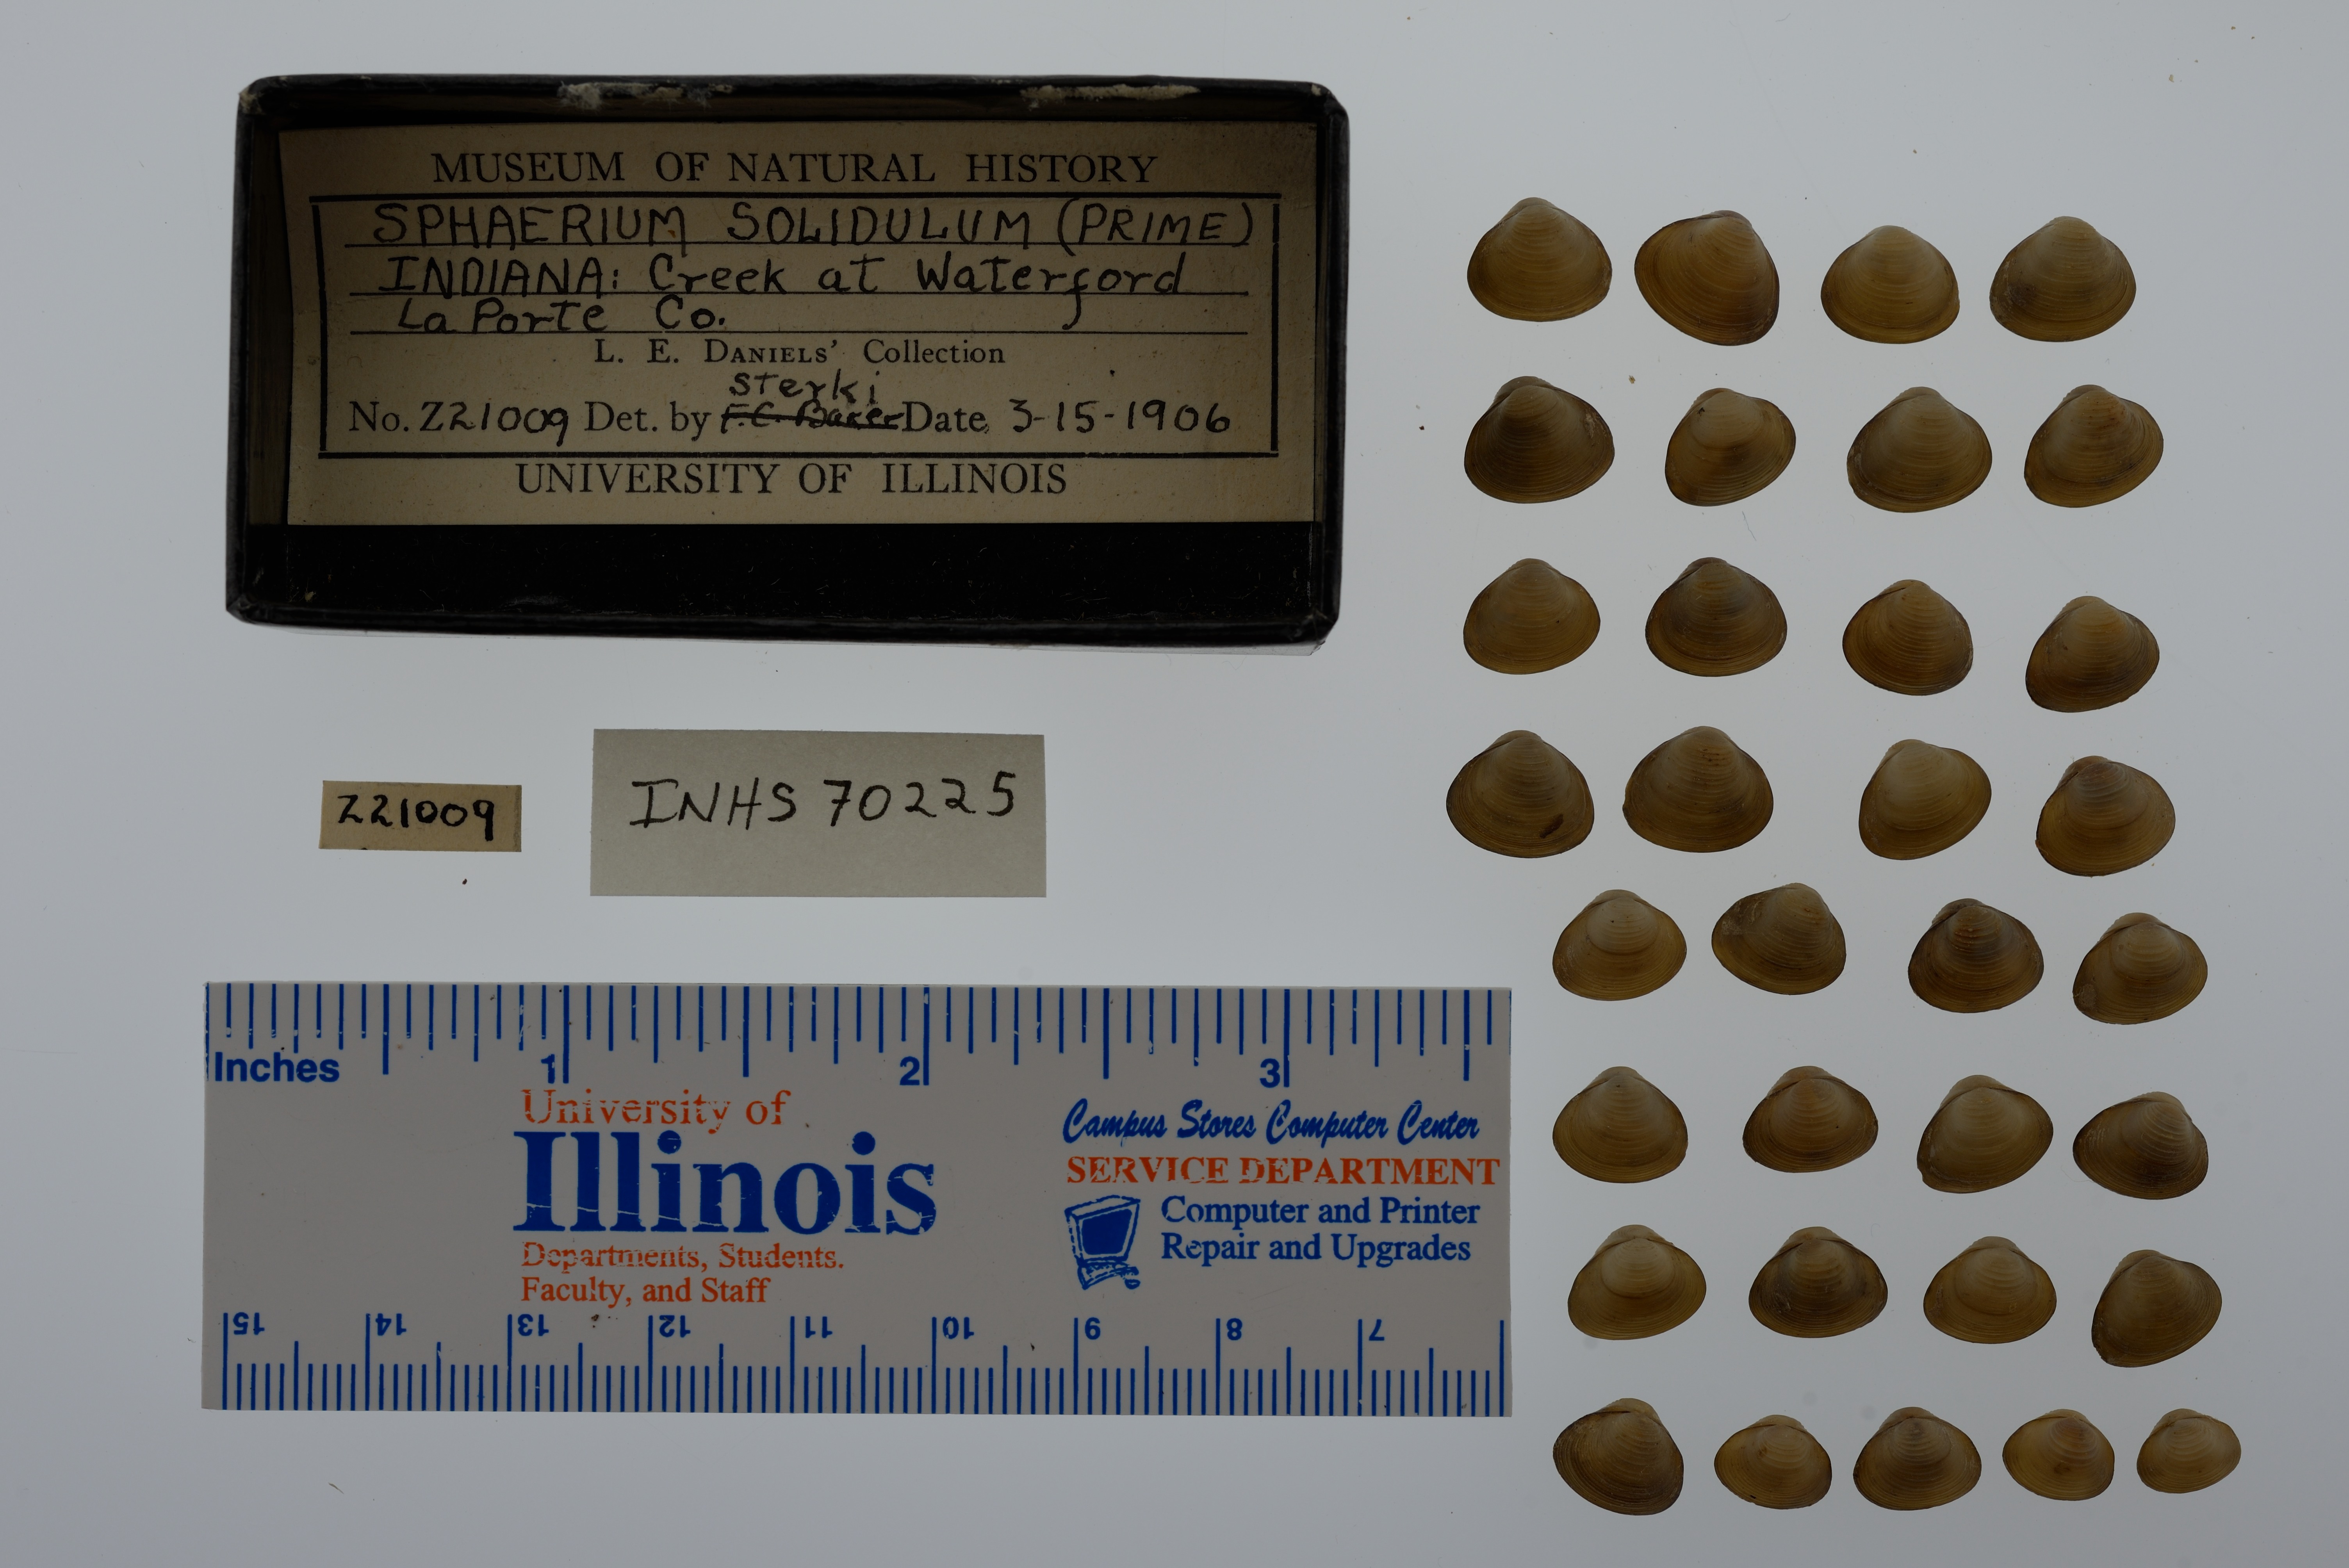 MUSEUM OF NATURAL HISTORY
SPHAERIUM SOLIDULUM (PRIME)
INDIANA: Creek at Waterford
La Porte Co.
L. E. DANIELS' Collection
Sterki
No. Z21009 Det. by F.C. Baker Date 3-15-1906
UNIVERSITY OF ILLINOIS
Z21009
INHS 70225
Inches 1 2 3
University of
Illinois
Departments, Students.
Faculty, and Staff
Campus Stores Computer Center
SERVICE DEPARTMENT
Computer and Printer
Repair and Upgrades
15 14 13 12 11 10 9 8 7